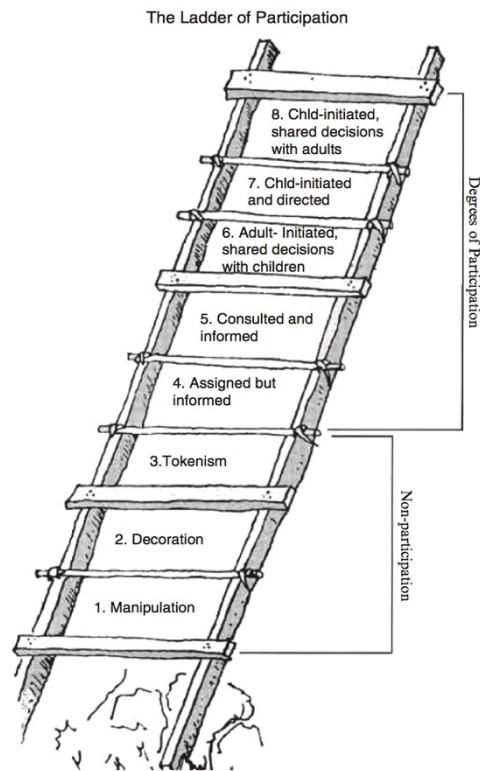 The Ladder of Participation
8. Chld-initiated,
shared decisions
with adults
7. Chld-initiated
and directed
6. Adult- Initiated,
shared decisions
with children
5. Consulted and
informed
4. Assigned but
informed
3.Tokenism
2. Decoration
1. Manipulation
Degrees of Participation
Non-participation